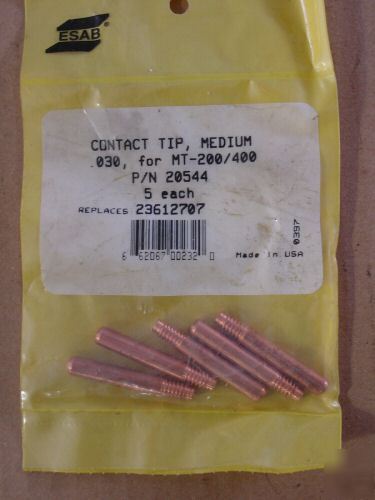 ESAB
CONTACT TIP, MEDIUM
.030, for MT-200/400
P/N 20544
5 each
REPLACES 23612707
6 62067 00232 0
Made in USA
0397